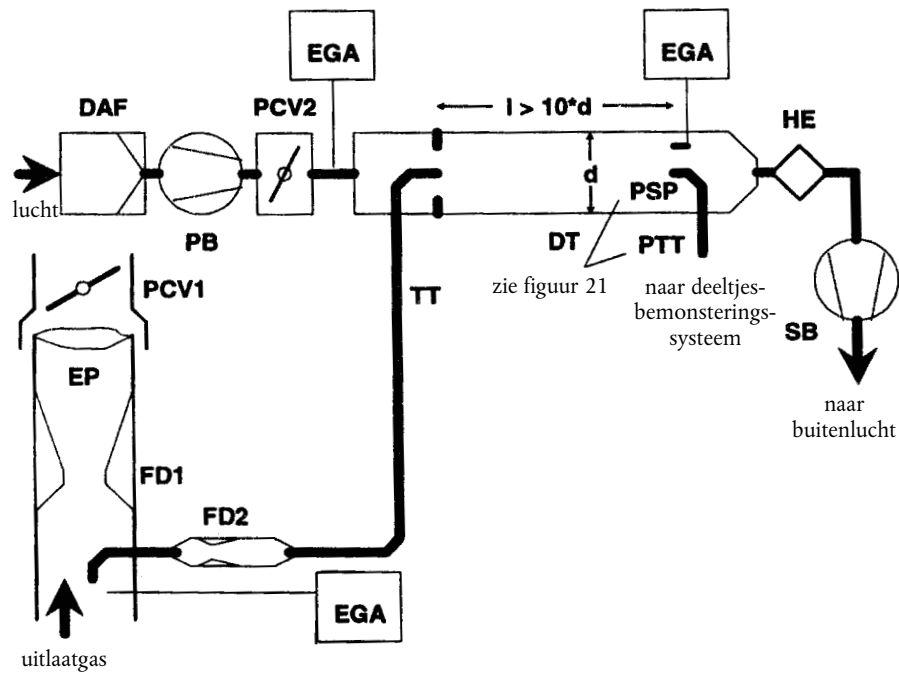 EGA
EGA
DAF
PCV2
l > 10*d
HE
lucht
d
PSP
PB
DT
PTT
PCV1
TT
zie figuur 21
naar deeltjes-
bemonsterings-
systeem
SB
EP
naar
buitenlucht
FD1
FD2
EGA
uitlaatgas